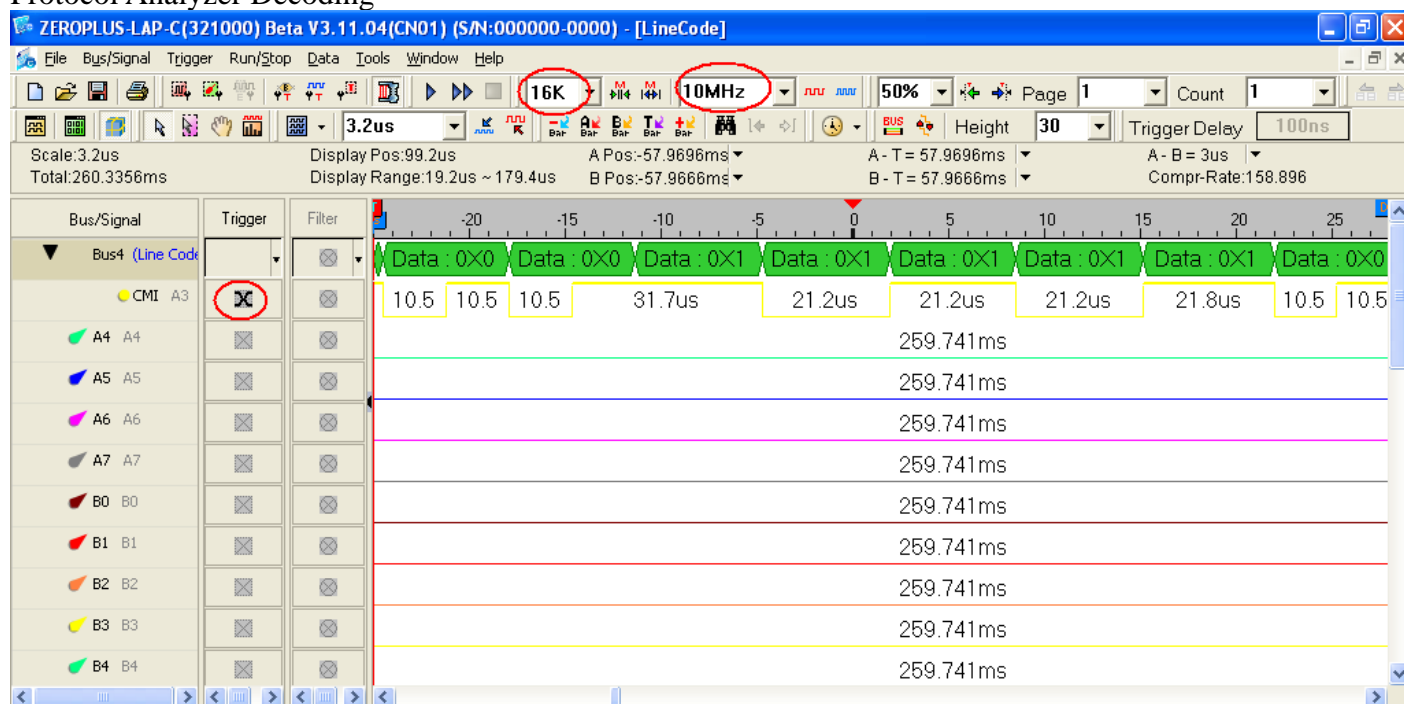 Protocol Analyzer Decoding
ZEROPLUS-LAP-C(321000) Beta V3.11.04(CN01) (S/N:000000-0000) - [LineCode]
File Bus/Signal Trigger Run/Stop Data Tools Window Help
16K 10MHz 50% Page 1 Count 1
3.2us Bar Bar Bar Bar Bar BUS Height 30 Trigger Delay 100ns
Scale:3.2us Display Pos:99.2us A Pos:-57.9696ms A - T = 57.9696ms A - B = 3us
Total:260.3356ms Display Range:19.2us ~ 179.4us B Pos:-57.9666ms B - T = 57.9666ms Compr-Rate:158.896
Bus/Signal Trigger Filter -20 -15 -10 -5 0 5 10 15 20 25
Bus4 (Line Code Data : 0X0 Data : 0X0 Data : 0X1 Data : 0X1 Data : 0X1 Data : 0X1 Data : 0X1 Data : 0X0
CMI A3 10.5 10.5 10.5 31.7us 21.2us 21.2us 21.2us 21.8us 10.5 10.5
A4 A4 259.741ms
A5 A5 259.741ms
A6 A6 259.741ms
A7 A7 259.741ms
B0 B0 259.741ms
B1 B1 259.741ms
B2 B2 259.741ms
B3 B3 259.741ms
B4 B4 259.741ms